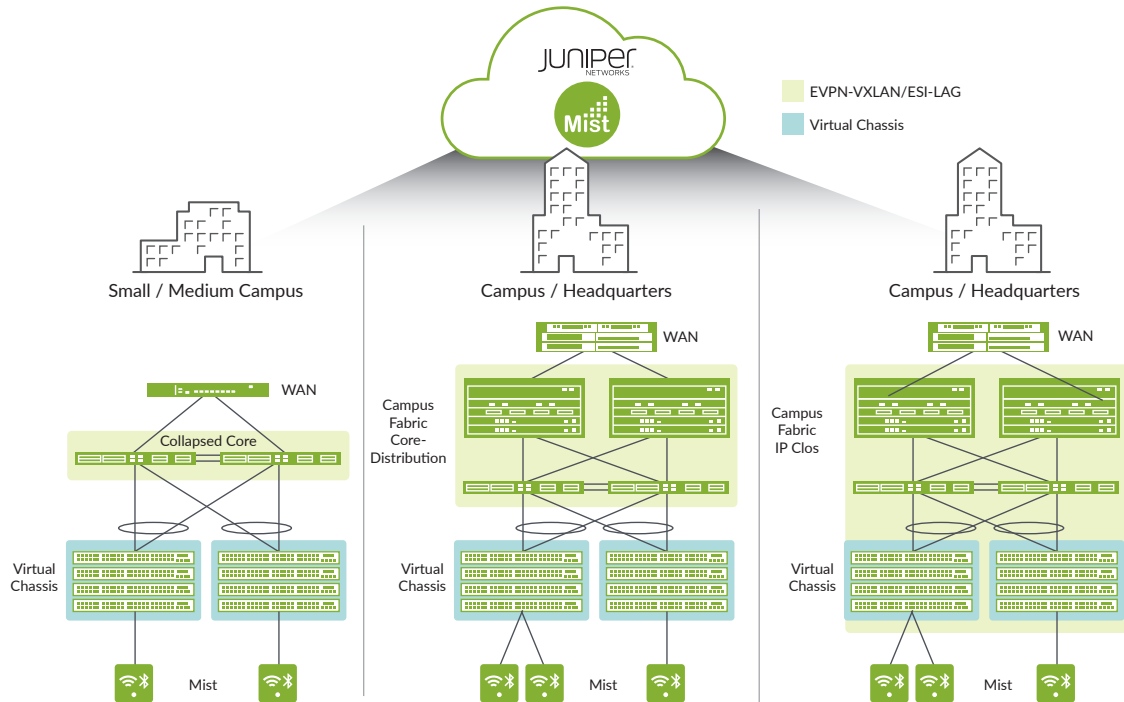 JUNIPER
NETWORKS
Mist
EVPN-VXLAN/ESI-LAG
Virtual Chassis
Small / Medium Campus
WAN
Collapsed Core
Virtual
Chassis
Mist
Campus / Headquarters
WAN
Campus
Fabric
Core-
Distribution
Virtual
Chassis
Mist
Campus / Headquarters
WAN
Campus
Fabric
IP Clos
Virtual
Chassis
Mist